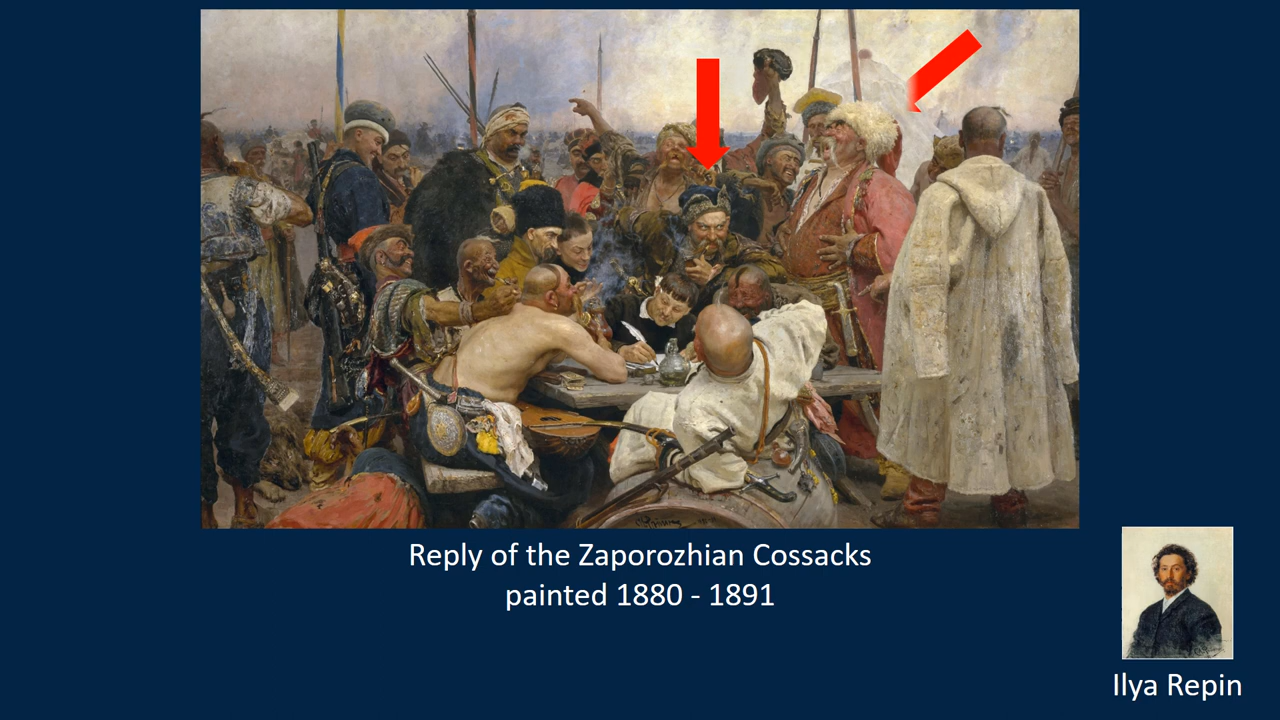 Reply of the Zaporozhian Cossacks
painted 1880 - 1891
Ilya Repin